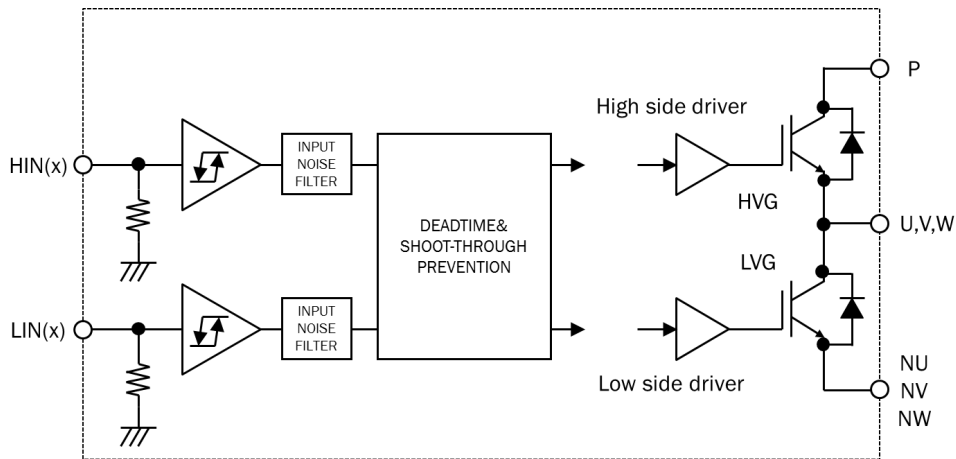 P
High side driver
HIN(x)
INPUT
NOISE
FILTER
HVG
DEADTIME&
SHOOT-THROUGH
PREVENTION
U,V,W
LVG
LIN(x)
INPUT
NOISE
FILTER
Low side driver
NU
NV
NW